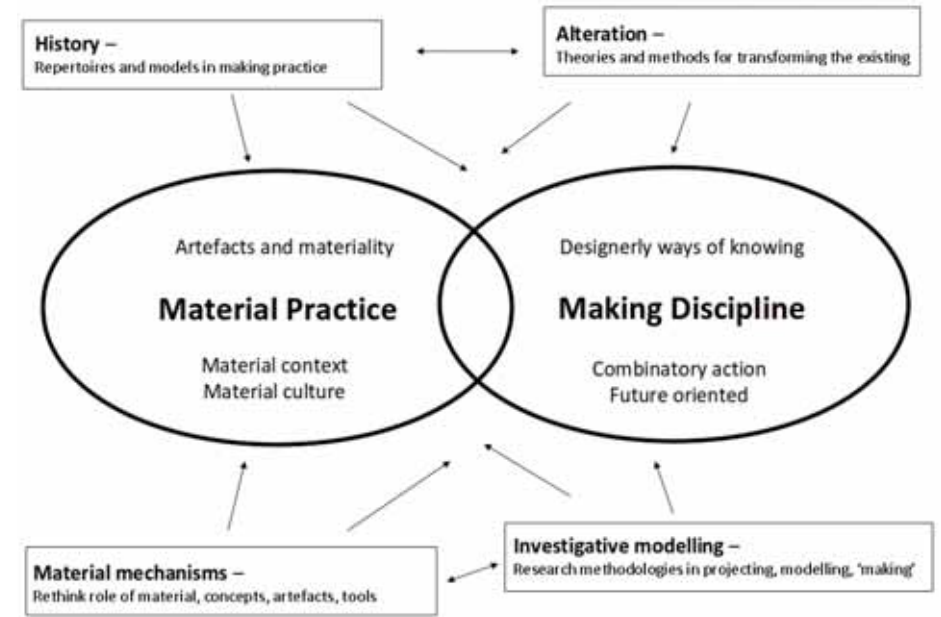 History –
Repertoires and models in making practice
Alteration –
Theories and methods for transforming the existing
Artefacts and materiality
Material Practice
Material context
Material culture
Designerly ways of knowing
Making Discipline
Combinatory action
Future oriented
Material mechanisms –
Rethink role of material, concepts, artefacts, tools
Investigative modelling –
Research methodologies in projecting, modelling, 'making'